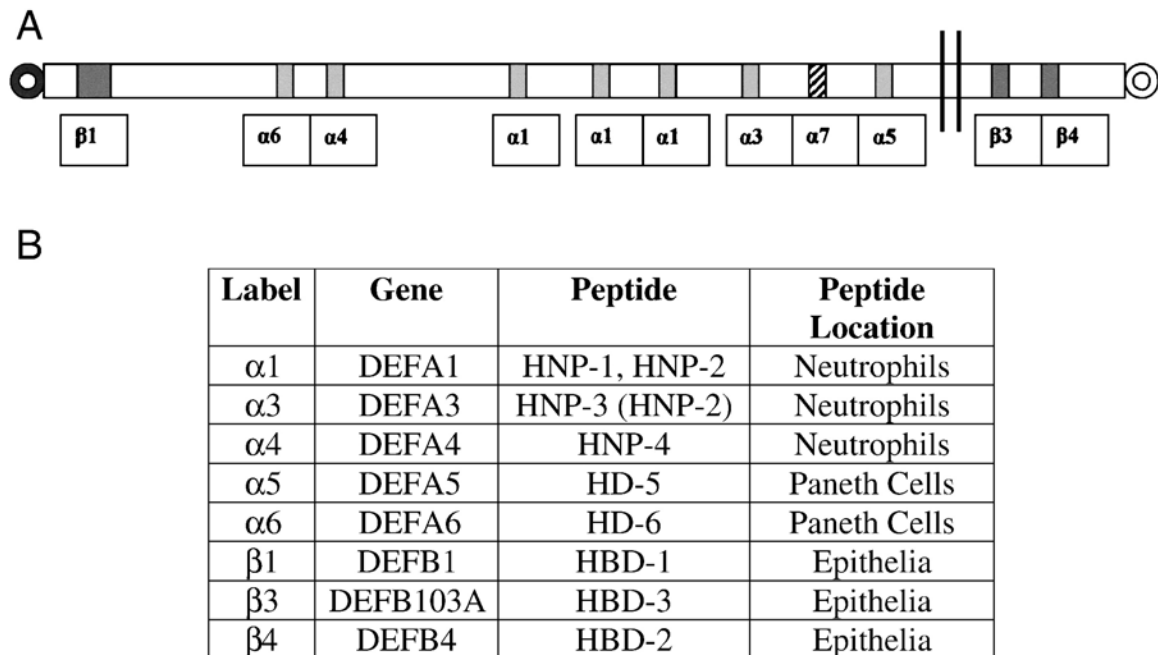 A
β1 α6 α4 α1 α1 α1 α3 α7 α5 β3 β4
B
Label Gene Peptide Peptide Location
α1 DEFA1 HNP-1, HNP-2 Neutrophils
α3 DEFA3 HNP-3 (HNP-2) Neutrophils
α4 DEFA4 HNP-4 Neutrophils
α5 DEFA5 HD-5 Paneth Cells
α6 DEFA6 HD-6 Paneth Cells
β1 DEFB1 HBD-1 Epithelia
β3 DEFB103A HBD-3 Epithelia
β4 DEFB4 HBD-2 Epithelia